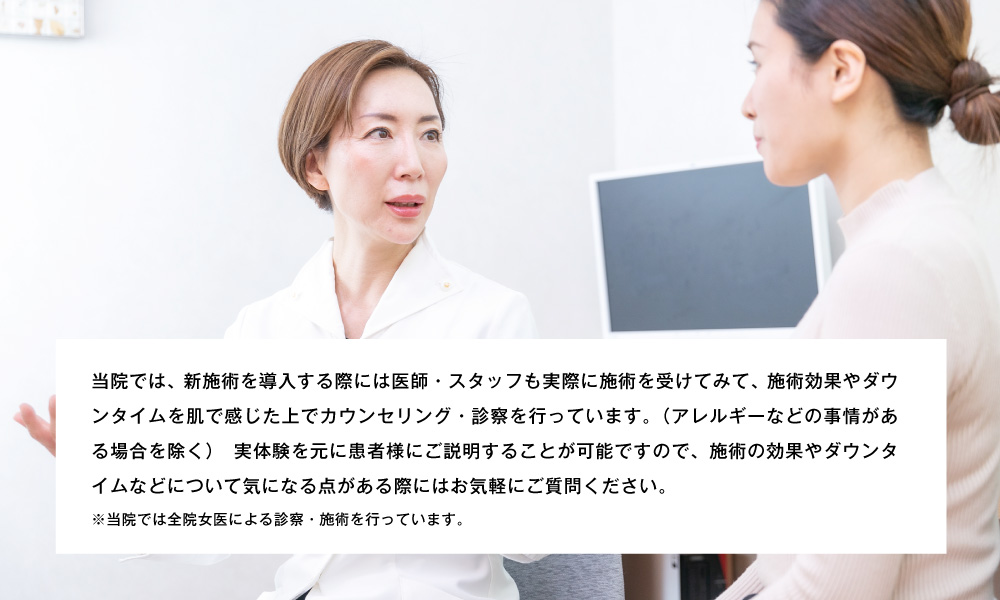 当院では、新施術を導入する際には医師・スタッフも実際に施術を受けてみて、施術効果やダウ
ンタイムを肌で感じた上でカウンセリング・診察を行っています。（アレルギーなどの事情があ
る場合を除く）　実体験を元に患者様にご説明することが可能ですので、施術の効果やダウンタ
イムなどについて気になる点がある際にはお気軽にご質問ください。
※当院では全院女医による診察・施術を行っています。